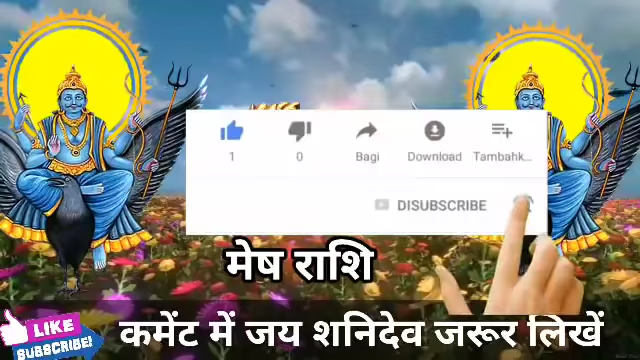 1 0 Bagi Download Tambahk...
DISUBSCRIBE
मेष राशि
LIKE
SUBSCRIBE!
कमेंट में जय शनिदेव जरूर लिखें